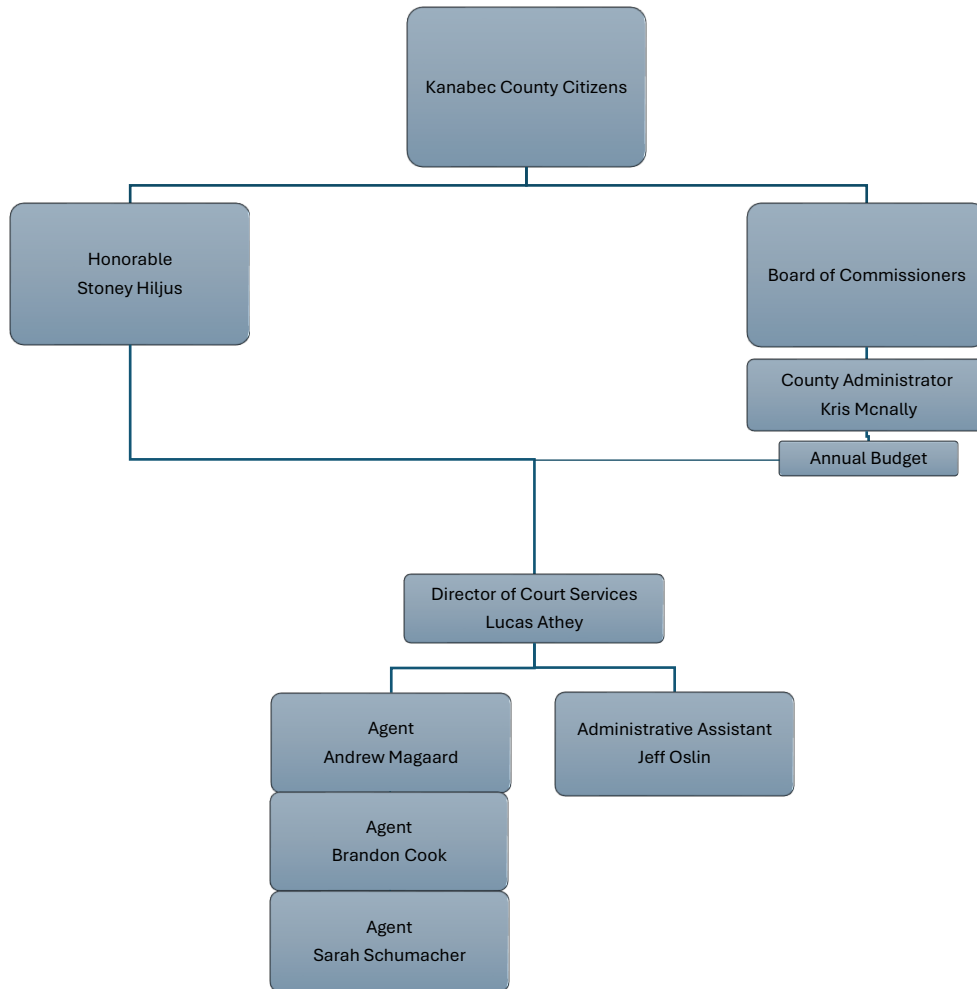 Kanabec County Citizens
Honorable
Stoney Hiljus
Board of Commissioners
County Administrator
Kris Mcnally
Annual Budget
Director of Court Services
Lucas Athey
Agent
Andrew Magaard
Administrative Assistant
Jeff Oslin
Agent
Brandon Cook
Agent
Sarah Schumacher